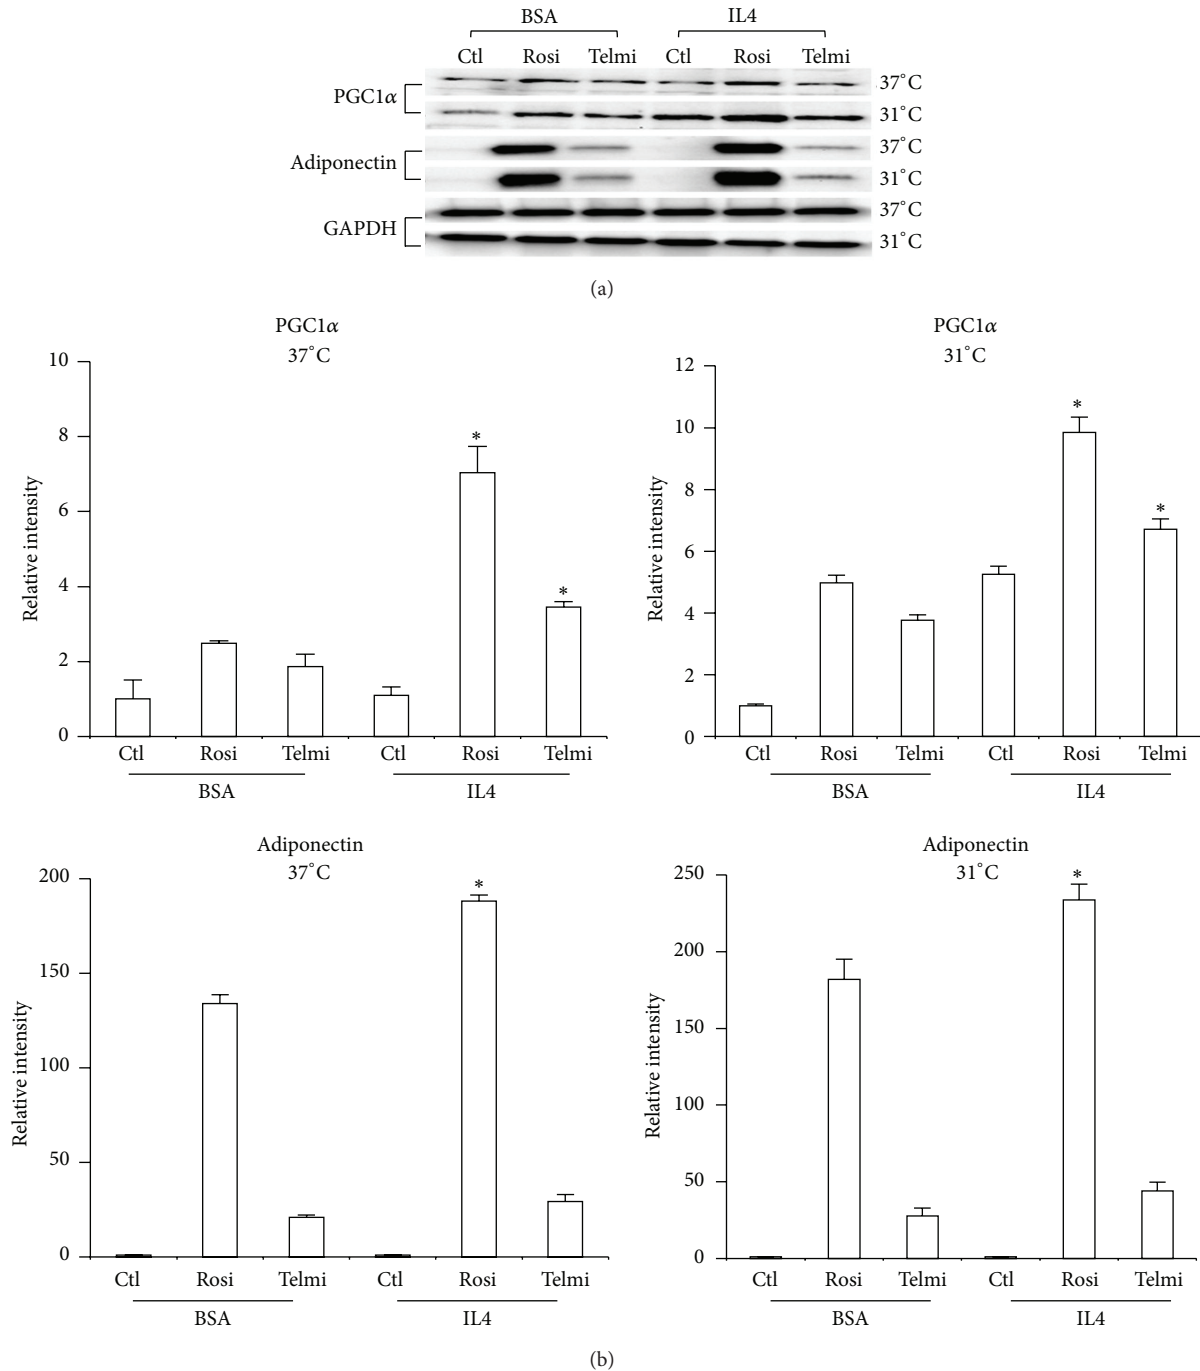 BSA IL4
Ctl Rosi Telmi Ctl Rosi Telmi
PGC1α 37°C
31°C
Adiponectin 37°C
31°C
GAPDH 37°C
31°C
(a)
PGC1α
37°C
Relative intensity
10
8
6
4
2
0
* *
Ctl Rosi Telmi Ctl Rosi Telmi
BSA IL4
PGC1α
31°C
Relative intensity
12
10
8
6
4
2
0
* *
Ctl Rosi Telmi Ctl Rosi Telmi
BSA IL4
Adiponectin
37°C
Relative intensity
200
150
100
50
0
*
Ctl Rosi Telmi Ctl Rosi Telmi
BSA IL4
Adiponectin
31°C
Relative intensity
250
200
150
100
50
0
*
Ctl Rosi Telmi Ctl Rosi Telmi
BSA IL4
(b)